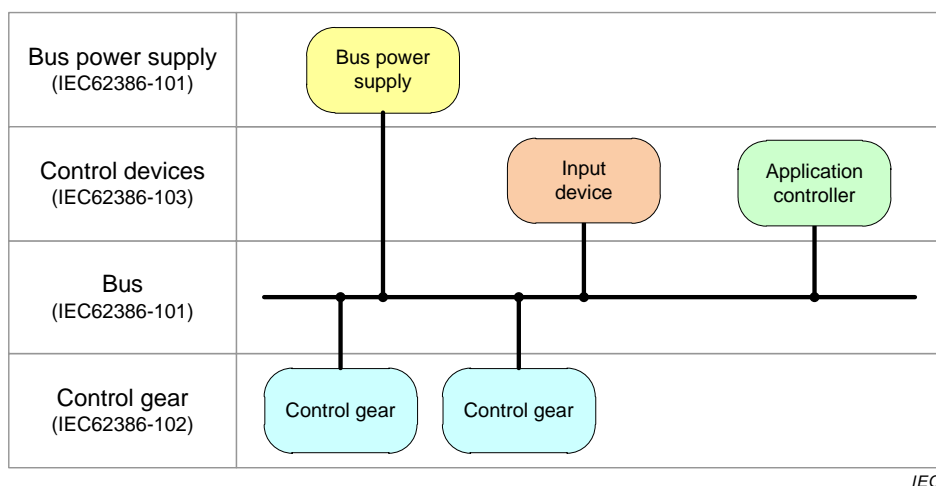 Bus power supply
(IEC62386-101)
Bus power
supply
Control devices
(IEC62386-103)
Input
device
Application
controller
Bus
(IEC62386-101)
Control gear
(IEC62386-102)
Control gear
Control gear
IEC